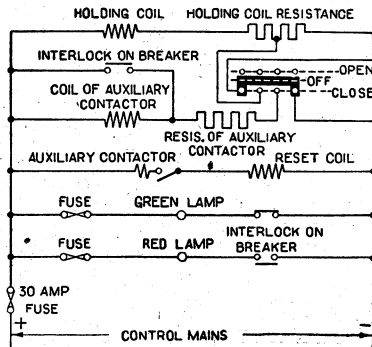 HOLDING COIL HOLDING COIL RESISTANCE
INTERLOCK ON BREAKER
OPEN
OFF
COIL OF AUXILIARY
CONTACTOR
CLOSE
RESIS. OF AUXILIARY
CONTACTOR
AUXILIARY CONTACTOR RESET COIL
FUSE GREEN LAMP
FUSE RED LAMP INTERLOCK ON
BREAKER
30 AMP
FUSE
+ CONTROL MAINS -